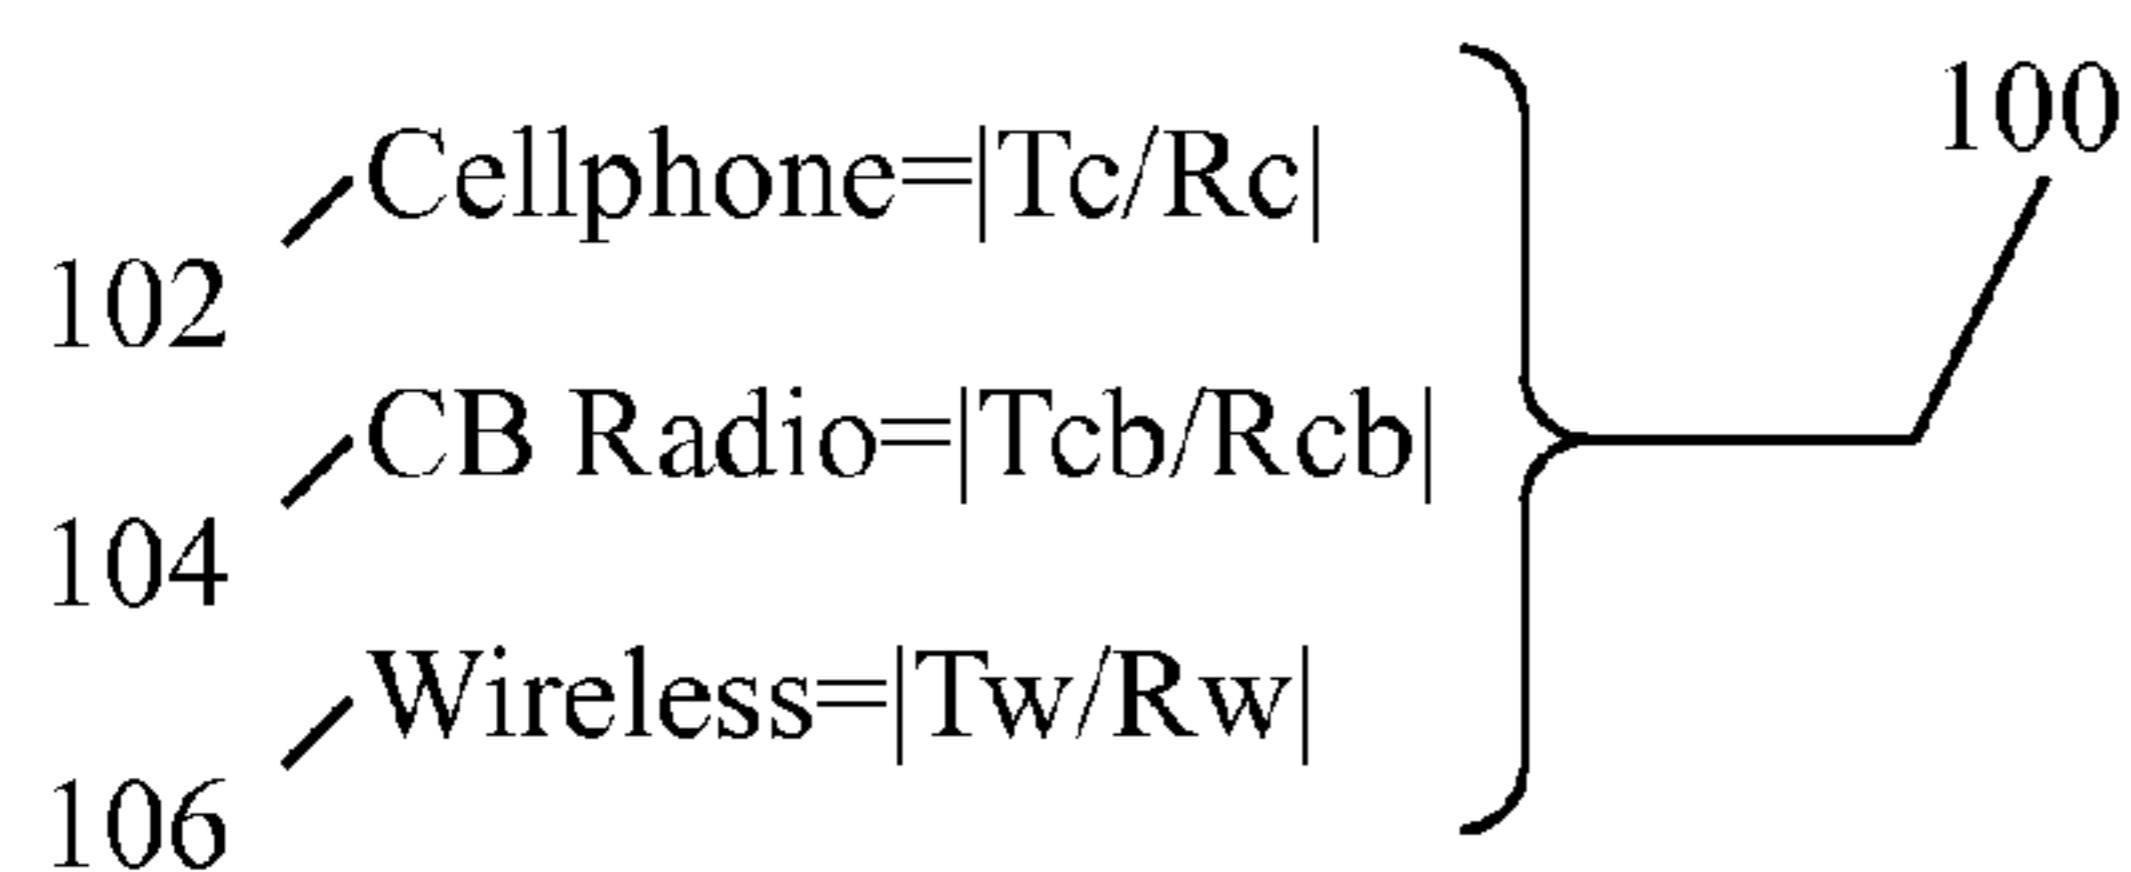 100
Cellphone=|Tc/Rc|
102
CB Radio=|Tcb/Rcb|
104
Wireless=|Tw/Rw|
106